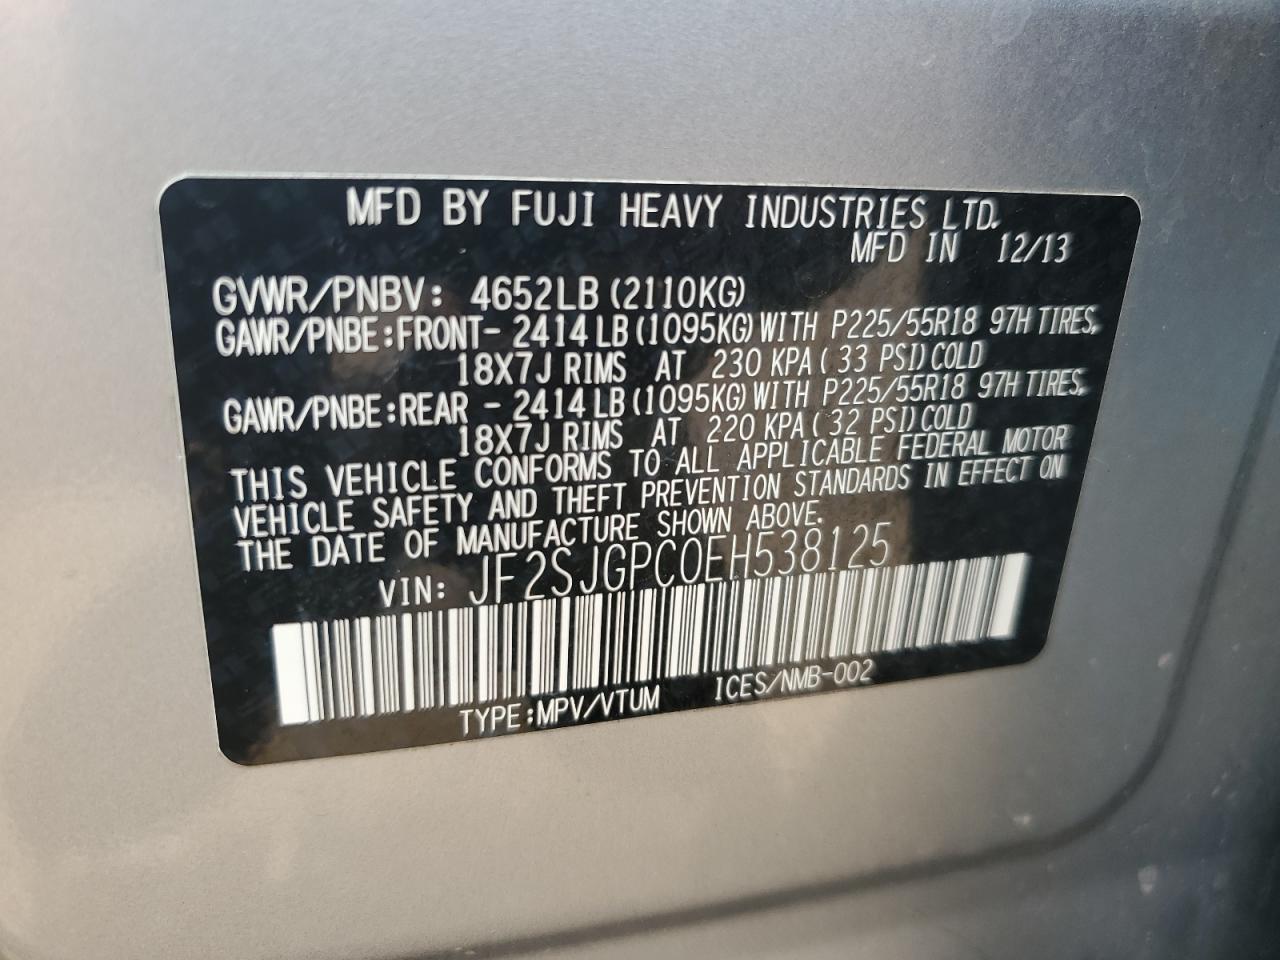 MFD BY FUJI HEAVY INDUSTRIES LTD.
MFD IN 12/13
GVWR/PNBV: 4652LB (2110KG)
GAWR/PNBE:FRONT- 2414 LB (1095KG) WITH P225/55R18 97H TIRES,
18X7J RIMS AT 230 KPA ( 33 PSI) COLD
GAWR/PNBE:REAR - 2414 LB (1095KG) WITH P225/55R18 97H TIRES,
18X7J RIMS AT 220 KPA ( 32 PSI) COLD
THIS VEHICLE CONFORMS TO ALL APPLICABLE FEDERAL MOTOR
VEHICLE SAFETY AND THEFT PREVENTION STANDARDS IN EFFECT ON
THE DATE OF MANUFACTURE SHOWN ABOVE.
VIN: JF2SJGPC0EH538125
TYPE:MPV/VTUM ICES/NMB-002